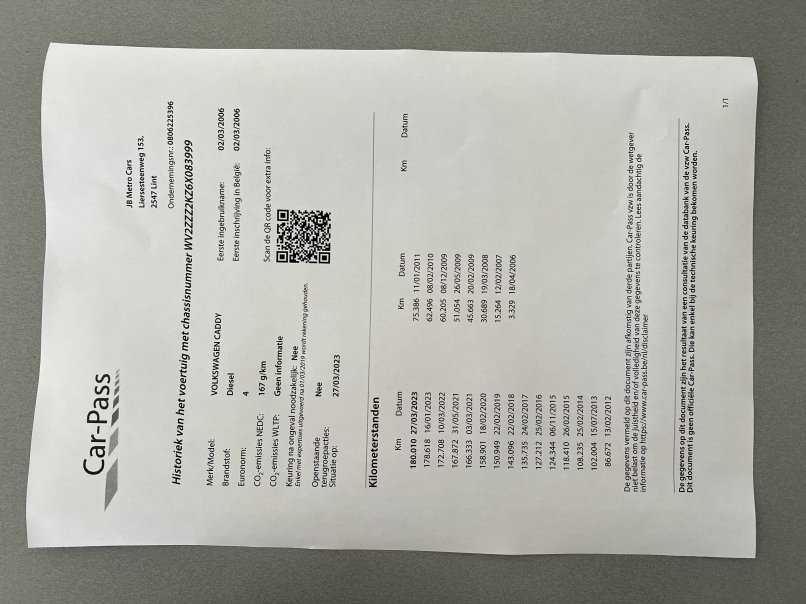 Car-Pass
JB Metro Cars
Liersesteenweg 153,
2547 Lint
Ondernemingsnr.: 0806225396
Historiek van het voertuig met chassisnummer WV2ZZZ2KZ6X083999
Merk/Model: VOLKSWAGEN CADDY
Eerste ingebruikname: 02/03/2006
Brandstof: Diesel
Eerste inschrijving in België: 02/03/2006
Euronorm: 4
CO₂-emissies NEDC: 167 g/km
CO₂-emissies WLTP: Geen informatie
Scan de QR code voor extra info:
Keuring na ongeval noodzakelijk: Nee
Enkel met expertises uitgevoerd na 01/03/2019 wordt rekening gehouden.
Openstaande
terugroepacties: Nee
Situatie op: 27/03/2023
Kilometerstanden
Km Datum Km Datum Km Datum
180.010 27/03/2023 75.386 11/01/2011
178.618 16/03/2023 62.496 08/02/2010
172.708 10/03/2022 60.205 08/12/2009
167.872 31/05/2021 51.054 26/05/2009
166.333 03/03/2021 45.663 20/02/2009
158.901 18/02/2020 30.689 19/03/2008
150.949 22/02/2019 15.264 12/02/2007
143.096 22/02/2018 3.329 18/04/2006
135.735 24/02/2017
127.212 25/02/2016
124.344 06/11/2015
118.410 26/02/2015
108.235 25/02/2014
102.004 15/07/2013
86.672 13/02/2012
De gegevens vermeld op dit document zijn afkomstig van derde partijen. Car-Pass vzw is door de wetgever
niet belast om de juistheid en/of volledigheid van deze gegevens te controleren. Lees aandachtig de
informatie op https://www.car-pass.be/nl/disclaimer
De gegevens op dit document zijn het resultaat van een consultatie van de databank van de vzw Car-Pass.
Dit document is geen officiële Car-Pass. Die kan enkel bij de technische keuring bekomen worden.
1/1